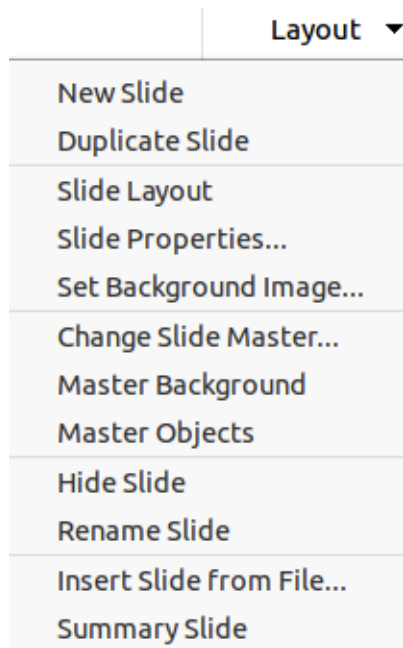 Layout
New Slide
Duplicate Slide
Slide Layout
Slide Properties...
Set Background Image...
Change Slide Master...
Master Background
Master Objects
Hide Slide
Rename Slide
Insert Slide from File...
Summary Slide